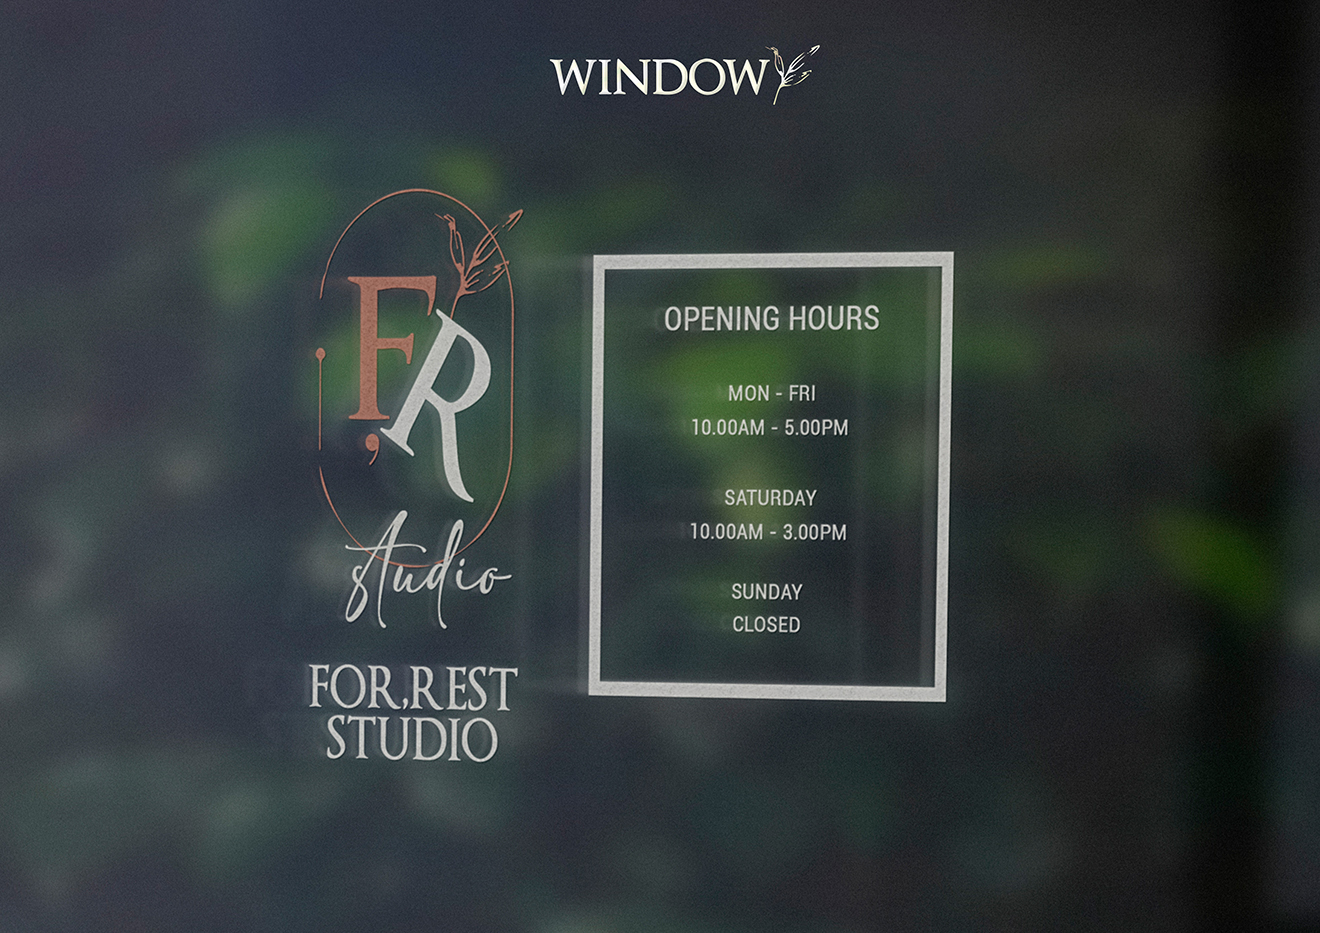 WINDOW
F,R
studio
FOR,REST
STUDIO
OPENING HOURS
MON - FRI
10.00AM - 5.00PM
SATURDAY
10.00AM - 3.00PM
SUNDAY
CLOSED